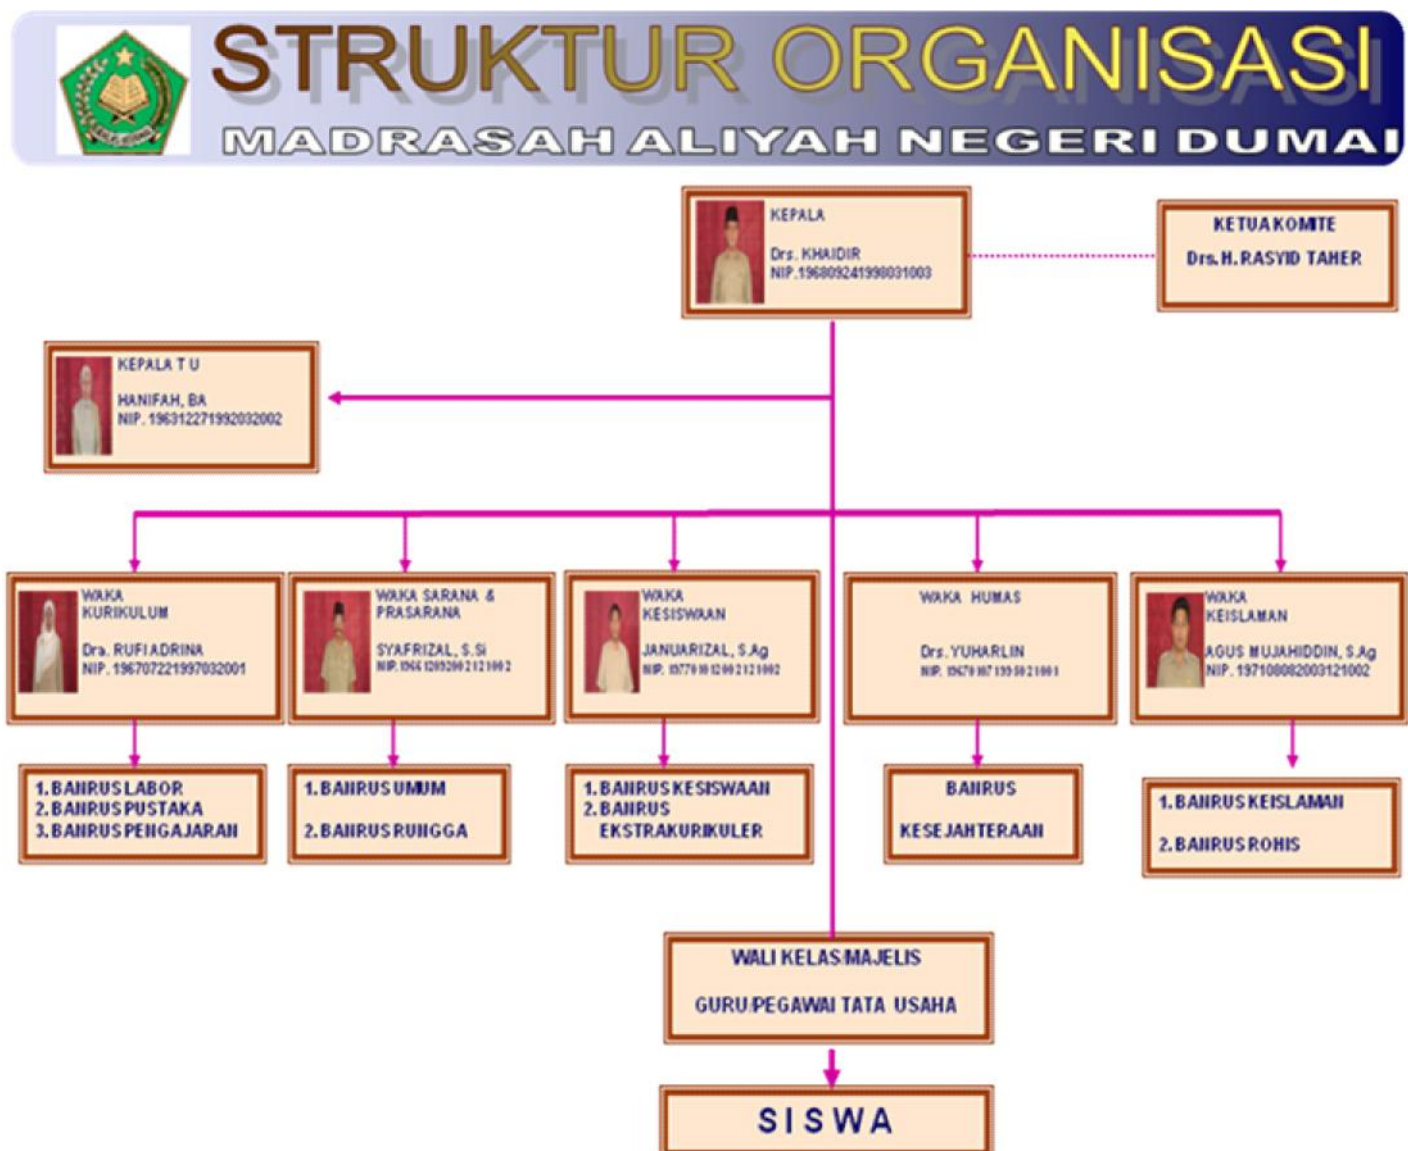 STRUKTUR ORGANISASI
MADRASAH ALIYAH NEGERI DUMAI
KEPALA
Drs. KHAIDIR
NIP.196809241998031003
KETUA KOMITE
Drs. H. RASYID TAHER
KEPALA T U
HANIFAH, BA
NIP. 196312271992032002
WAKA
KURIKULUM
Dra. RUFI ADRINA
NIP. 196707221997032001
WAKA SARANA &
PRASARANA
SYAFRIZAL, S.Si
WAKA
KESISWAAN
JANUARIZAL, S.Ag
WAKA HUMAS
Drs. YUHARLIN
WAKA
KEISLAMAN
AGUS MUJAHIDDIN, S.Ag
NIP. 197108082003121002
1. BANRUS LABOR
2. BANRUS PUSTAKA
3. BANRUS PENGAJARAN
1. BANRUS UMUM
2. BANRUS RUNGGA
1. BANRUS KESISWAAN
2. BANRUS
EKSTRAKURIKULER
BANRUS
KESEJAHTERAAN
1. BANRUS KEISLAMAN
2. BANRUS ROHIS
WALI KELAS/MAJELIS
GURU/PEGAWAI TATA USAHA
S I S W A